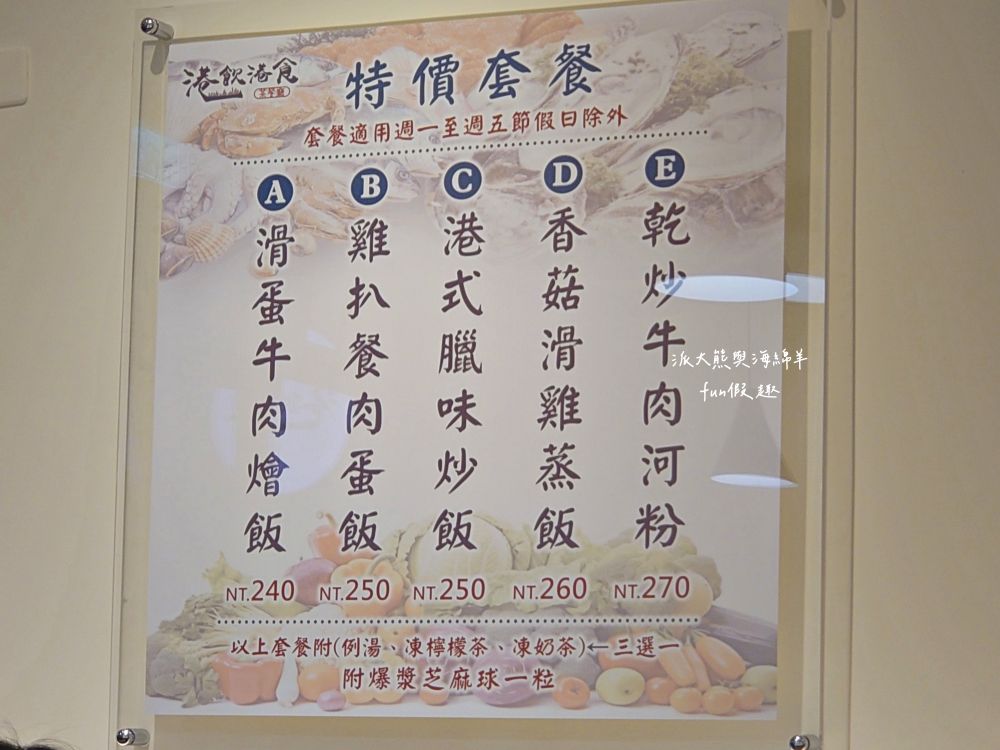 港飲港食
茶餐廳
特價套餐
套餐適用週一至週五節假日除外
A
滑蛋牛肉燴飯
NT.240
B
雞扒餐肉蛋飯
NT.250
C
港式臘味炒飯
NT.250
D
香菇滑雞蒸飯
NT.260
E
乾炒牛肉河粉
NT.270
以上套餐附(例湯、凍檸檬茶、凍奶茶)←三選一
附爆漿芝麻球一粒
派大熊與海綿羊
fun假趣